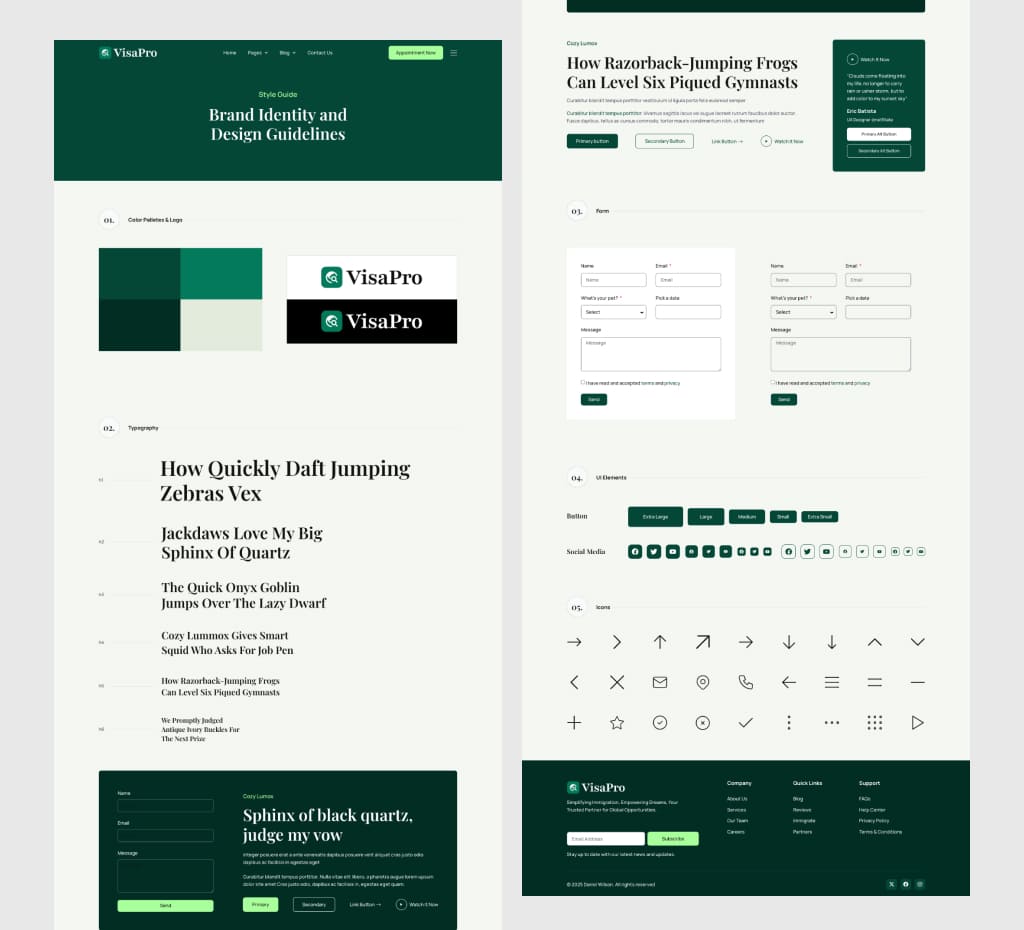 VisaPro
Home Pages Blog Contact Us
Appointment Now
Style Guide
Brand Identity and
Design Guidelines
01.
Color Palletes & Logo
VisaPro
VisaPro
02.
Typography
h1
How Quickly Daft Jumping
Zebras Vex
h2
Jackdaws Love My Big
Sphinx Of Quartz
h3
The Quick Onyx Goblin
Jumps Over The Lazy Dwarf
h4
Cozy Lummox Gives Smart
Squid Who Asks For Job Pen
h5
How Razorback-Jumping Frogs
Can Level Six Piqued Gymnasts
h6
We Promptly Judged
Antique Ivory Buckles For
The Next Prize
Name
Email
Message
Send
Cozy Lumox
Sphinx of black quartz,
judge my vow
Integer posuere erat a ante venenatis dapibus posuere velit aliquet cras justo odio
dapibus ac facilisis in egestas eget
Curabitur blandit tempus porttitor. Nulla vitae elit libero, a pharetra augue lorem ipsum
dolor site amet Cras justo odio, dapibus ac facilisis in, egestas eget quam.
Primary
Secondary
Link Button
Watch It Now
Cozy Lumox
How Razorback-Jumping Frogs
Can Level Six Piqued Gymnasts
Curabitur blandit tempus porttitor vestibulum ut ligula porta felis euismod semper
Curabitur blandit tempus porttitor. Vivamus sagittis lacus vel augue laoreet rutrum faucibus dolor auctor.
Fusce dapibus, tellus ac cursus commodo, tortor mauris condimentum nibh, ut fermentum
Primary button
Secondary Button
Link Button
Watch It Now
Watch It Now
"Clouds come floating into
my life, no longer to carry
rain or usher storm, but to
add color to my sunset sky"
Eric Batista
UX Designer @nsfillate
Primary Alt Button
Secondary Alt Button
03.
Form
Name
Email *
Name
Email
What's your pet? *
Pick a date
Select
Message
Message
I have read and accepted terms and privacy
Send
Name
Email *
Name
Email
What's your pet? *
Pick a date
Select
Message
Message
I have read and accepted terms and privacy
Send
04.
UI Elements
Button
Extra Large
Large
Medium
Small
Extra Small
Social Media
05.
Icons
VisaPro
Simplifying Immigration, Empowering Dreams, Your
Trusted Partner for Global Opportunities.
Email Address
Subscribe
Stay up to date with our latest news and updates.
Company
About Us
Services
Our Team
Careers
Quick Links
Blog
Reviews
Immigrate
Partners
Support
FAQs
Help Center
Privacy Policy
Terms & Conditions
© 2025 Darrel Wilson. All rights reserved